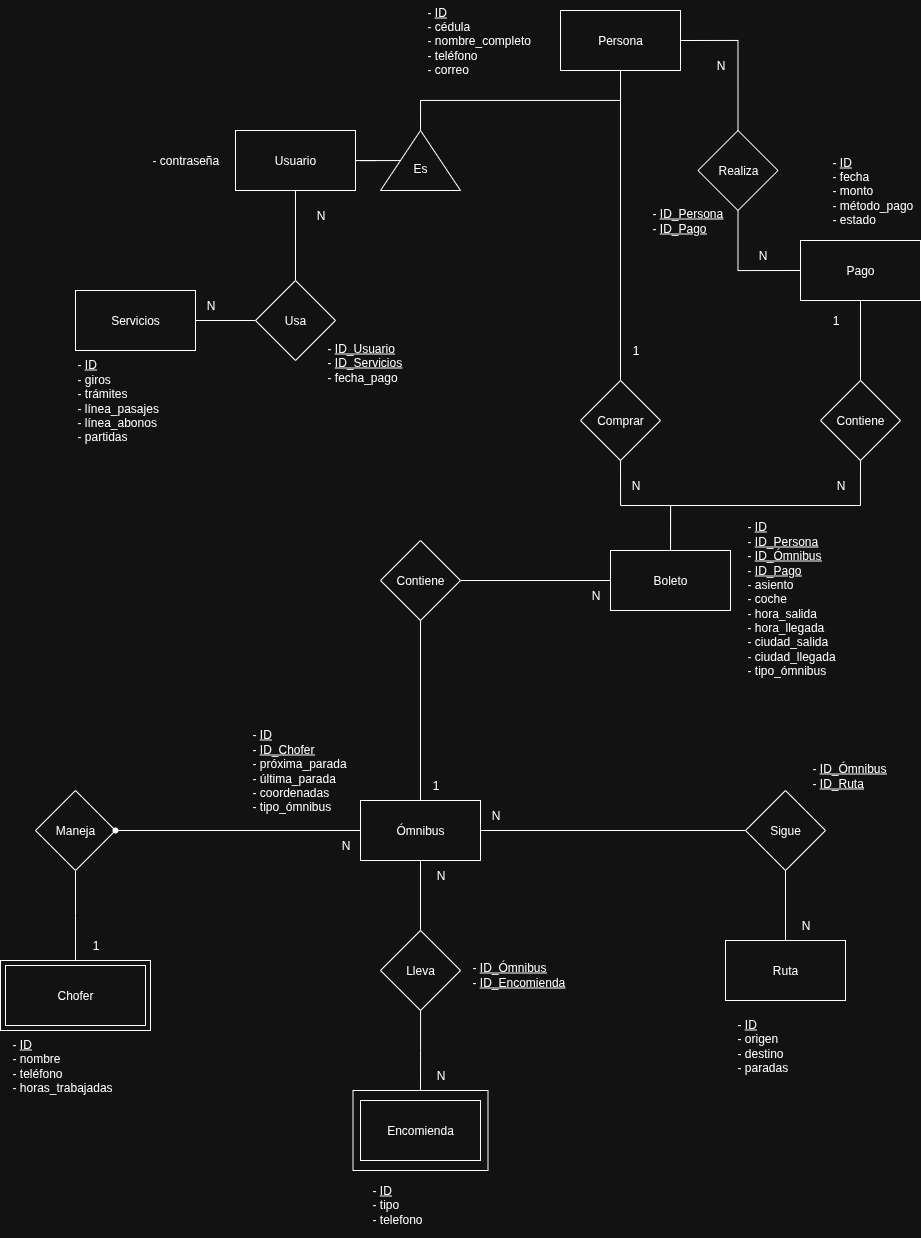 - ID
- cédula
- nombre_completo
- teléfono
- correo
Persona
N
- contraseña
Usuario
Es
Realiza
- ID
- fecha
- monto
- método_pago
- estado
- ID_Persona
- ID_Pago
N
N
Pago
Servicios
N
Usa
1
- ID_Usuario
- ID_Servicios
- fecha_pago
1
- ID
- giros
- trámites
- línea_pasajes
- línea_abonos
- partidas
Comprar
Contiene
N
N
Contiene
N
Boleto
- ID
- ID_Persona
- ID_Ómnibus
- ID_Pago
- asiento
- coche
- hora_salida
- hora_llegada
- ciudad_salida
- ciudad_llegada
- tipo_ómnibus
- ID
- ID_Chofer
- próxima_parada
- última_parada
- coordenadas
- tipo_ómnibus
1
- ID_Ómnibus
- ID_Ruta
Maneja
N
Ómnibus
N
Sigue
N
1
N
Chofer
Lleva
- ID_Ómnibus
- ID_Encomienda
Ruta
- ID
- nombre
- teléfono
- horas_trabajadas
- ID
- origen
- destino
- paradas
N
Encomienda
- ID
- tipo
- telefono